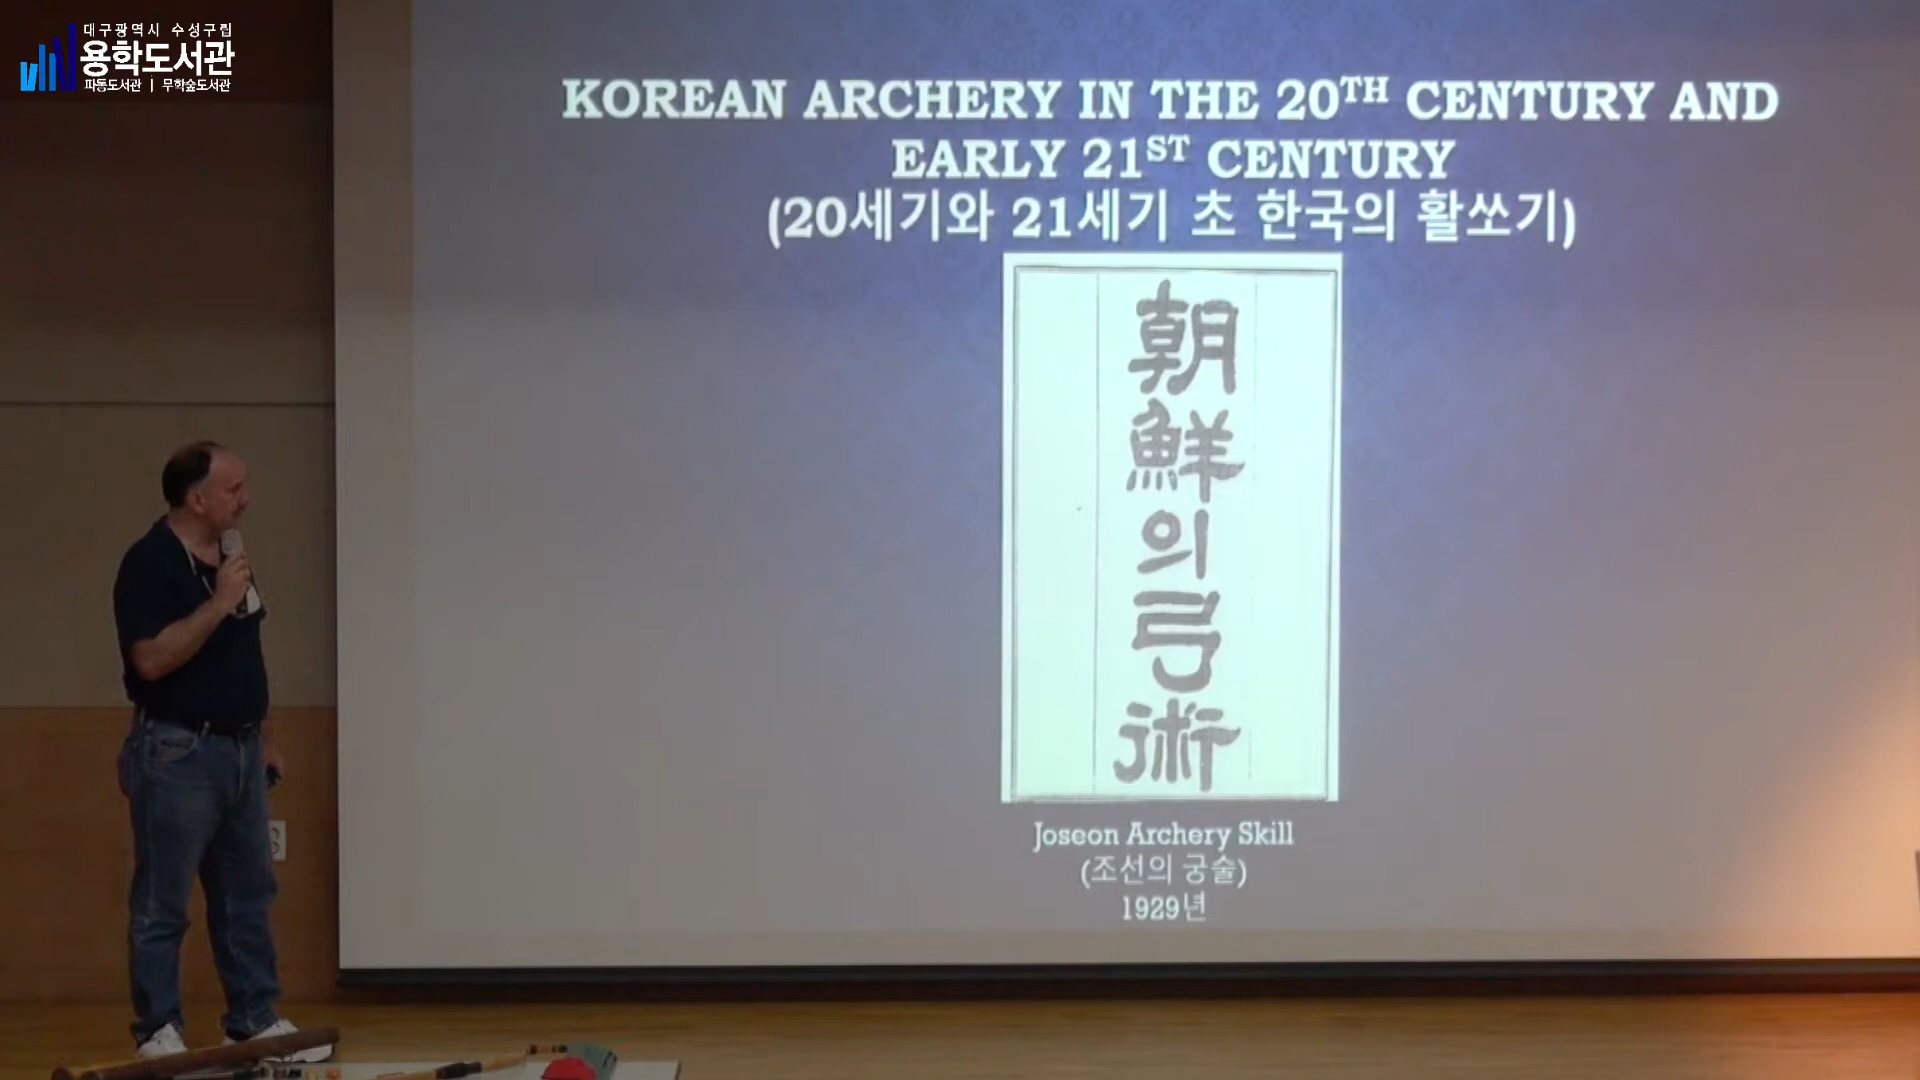 대구광역시 수성구립
용학도서관
파동도서관 | 무학숲도서관
KOREAN ARCHERY IN THE 20TH CENTURY AND
EARLY 21ST CENTURY
(20세기와 21세기 초 한국의 활쏘기)
朝鮮의弓術
Joseon Archery Skill
(조선의 궁술)
1929년